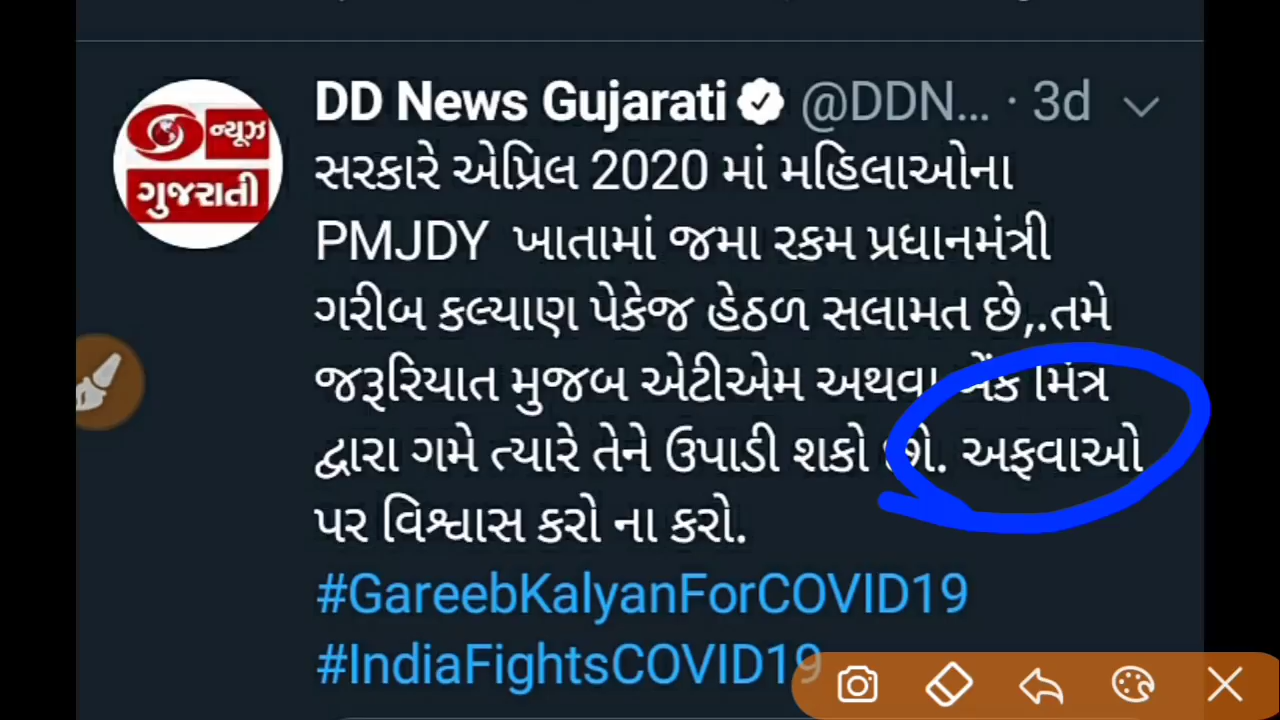 DD News Gujarati @DDN... · 3d
ન્યૂઝ
ગુજરાતી
સરકારે એપ્રિલ 2020 માં મહિલાઓના
PMJDY ખાતામાં જમા રકમ પ્રધાનમંત્રી
ગરીબ કલ્યાણ પેકેજ હેઠળ સલામત છે,.તમે
જરૂરિયાત મુજબ એટીએમ અથવા બેંક મિત્ર
દ્વારા ગમે ત્યારે તેને ઉપાડી શકો છો. અફવાઓ
પર વિશ્વાસ કરો ના કરો.
#GareebKalyanForCOVID19
#IndiaFightsCOVID19